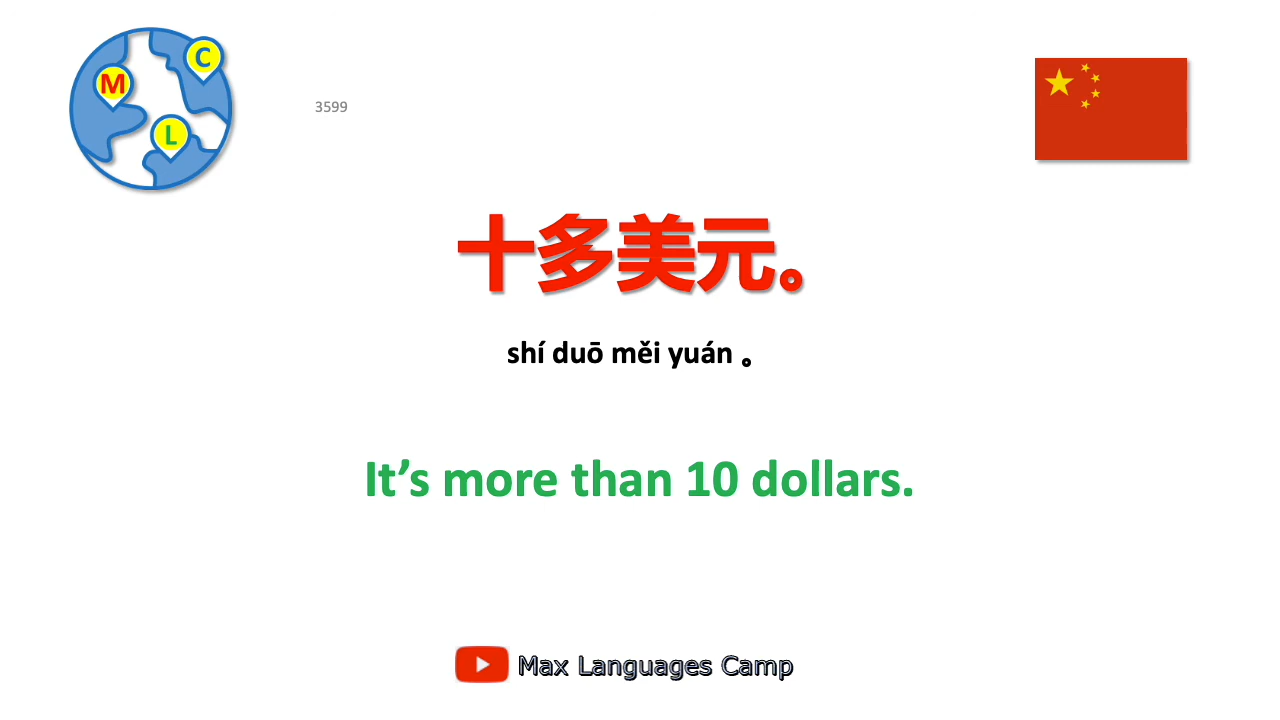 M
C
L
3599
十多美元。
shí duō měi yuán 。
It’s more than 10 dollars.
Max Languages Camp